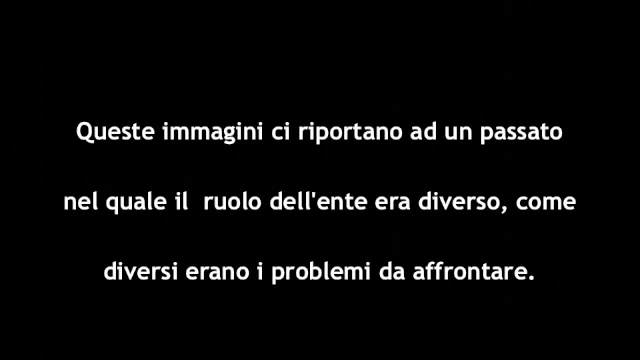 Queste immagini ci riportano ad un passato
nel quale il  ruolo dell'ente era diverso, come
diversi erano i problemi da affrontare.